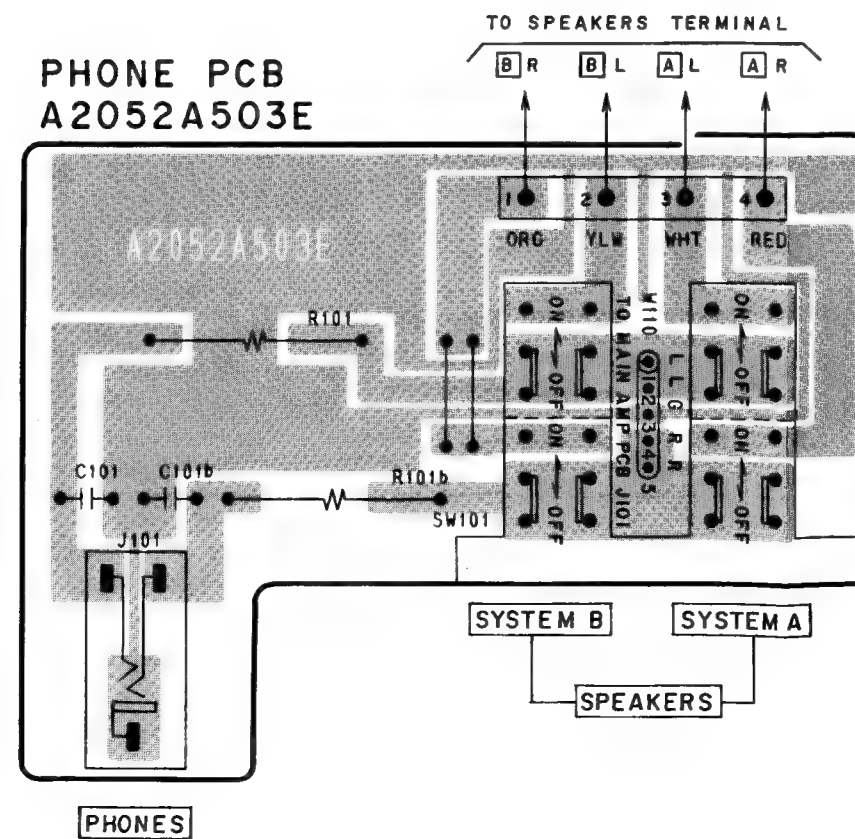 TO SPEAKERS TERMINAL
B R B L A L A R
PHONE PCB
A2052A503E
1 2 3 4
ORG YLW WHT RED
A2052A503E
R101
ON
OFF
ON
OFF
TO MAIN AMP PCB J101
W110
1 2 3 4 5
L L G R R
ON
OFF
ON
OFF
C101 C101b R101b
SW101
J101
SYSTEM B SYSTEM A
SPEAKERS
PHONES